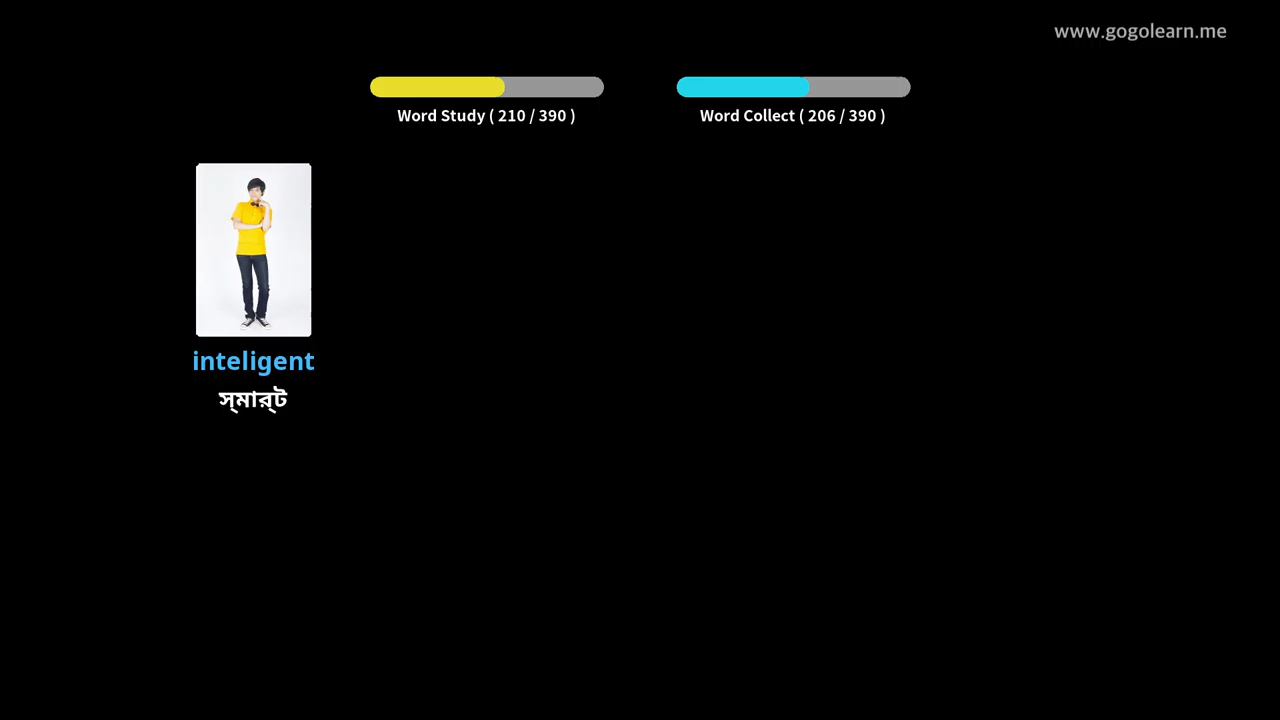 www.gogolearn.me
Word Study ( 210 / 390 )
Word Collect ( 206 / 390 )
inteligent
স্মার্ট